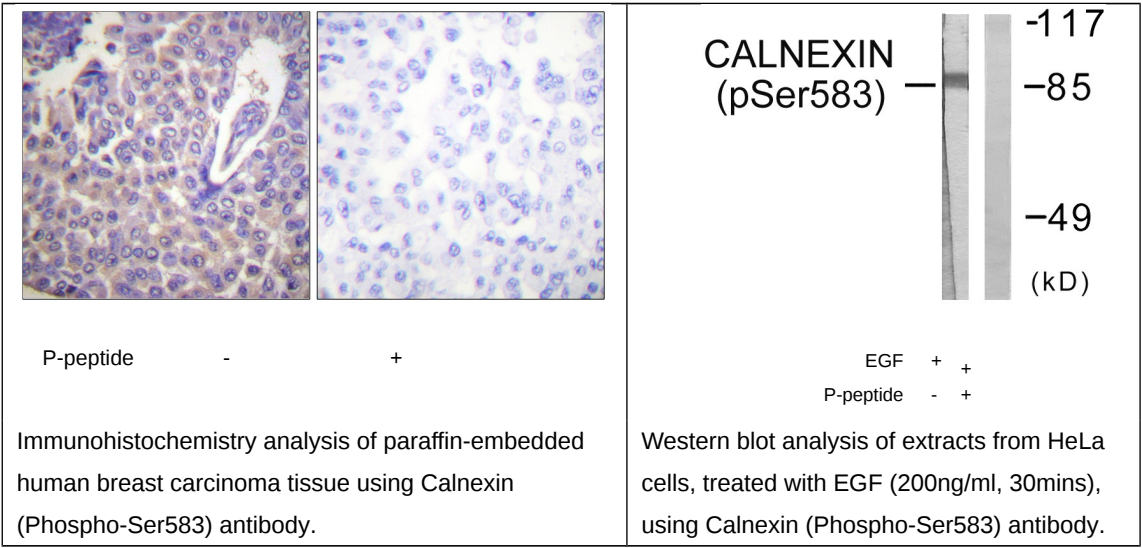 P-peptide - +
Immunohistochemistry analysis of paraffin-embedded
human breast carcinoma tissue using Calnexin
(Phospho-Ser583) antibody.
CALNEXIN
(pSer583) –
-117
–85
–49
(kD)
EGF + +
P-peptide - +
Western blot analysis of extracts from HeLa
cells, treated with EGF (200ng/ml, 30mins),
using Calnexin (Phospho-Ser583) antibody.